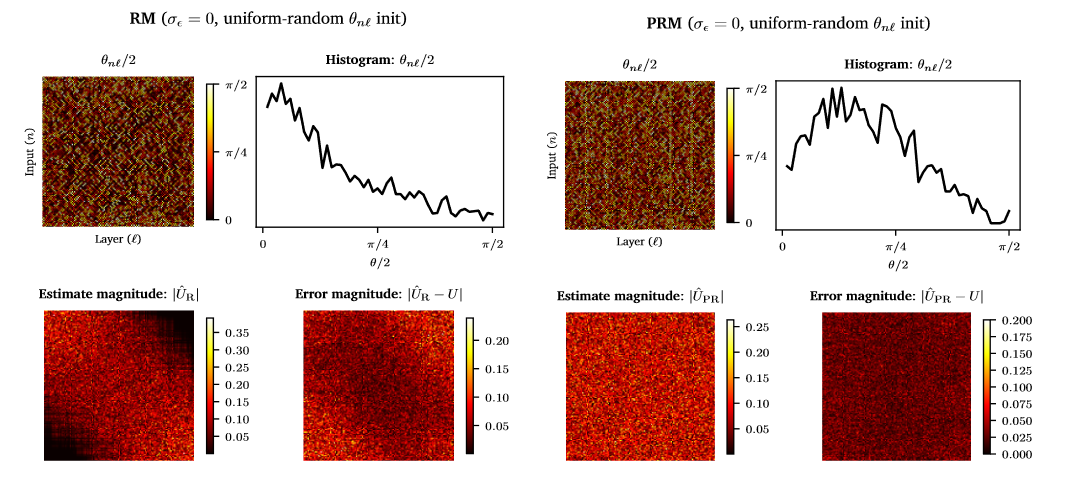 RM (σ_ϵ = 0, uniform-random θ_nℓ init)
θ_nℓ/2
Input (n)
Layer (ℓ)
π/2
π/4
0
Histogram: θ_nℓ/2
0
π/4
π/2
θ/2
Estimate magnitude: |Û_R|
0.35
0.30
0.25
0.20
0.15
0.10
0.05
Error magnitude: |Û_R − U|
0.20
0.15
0.10
0.05
PRM (σ_ϵ = 0, uniform-random θ_nℓ init)
θ_nℓ/2
Input (n)
Layer (ℓ)
π/2
π/4
0
Histogram: θ_nℓ/2
0
π/4
π/2
θ/2
Estimate magnitude: |Û_PR|
0.25
0.20
0.15
0.10
0.05
Error magnitude: |Û_PR − U|
0.200
0.175
0.150
0.125
0.100
0.075
0.050
0.025
0.000